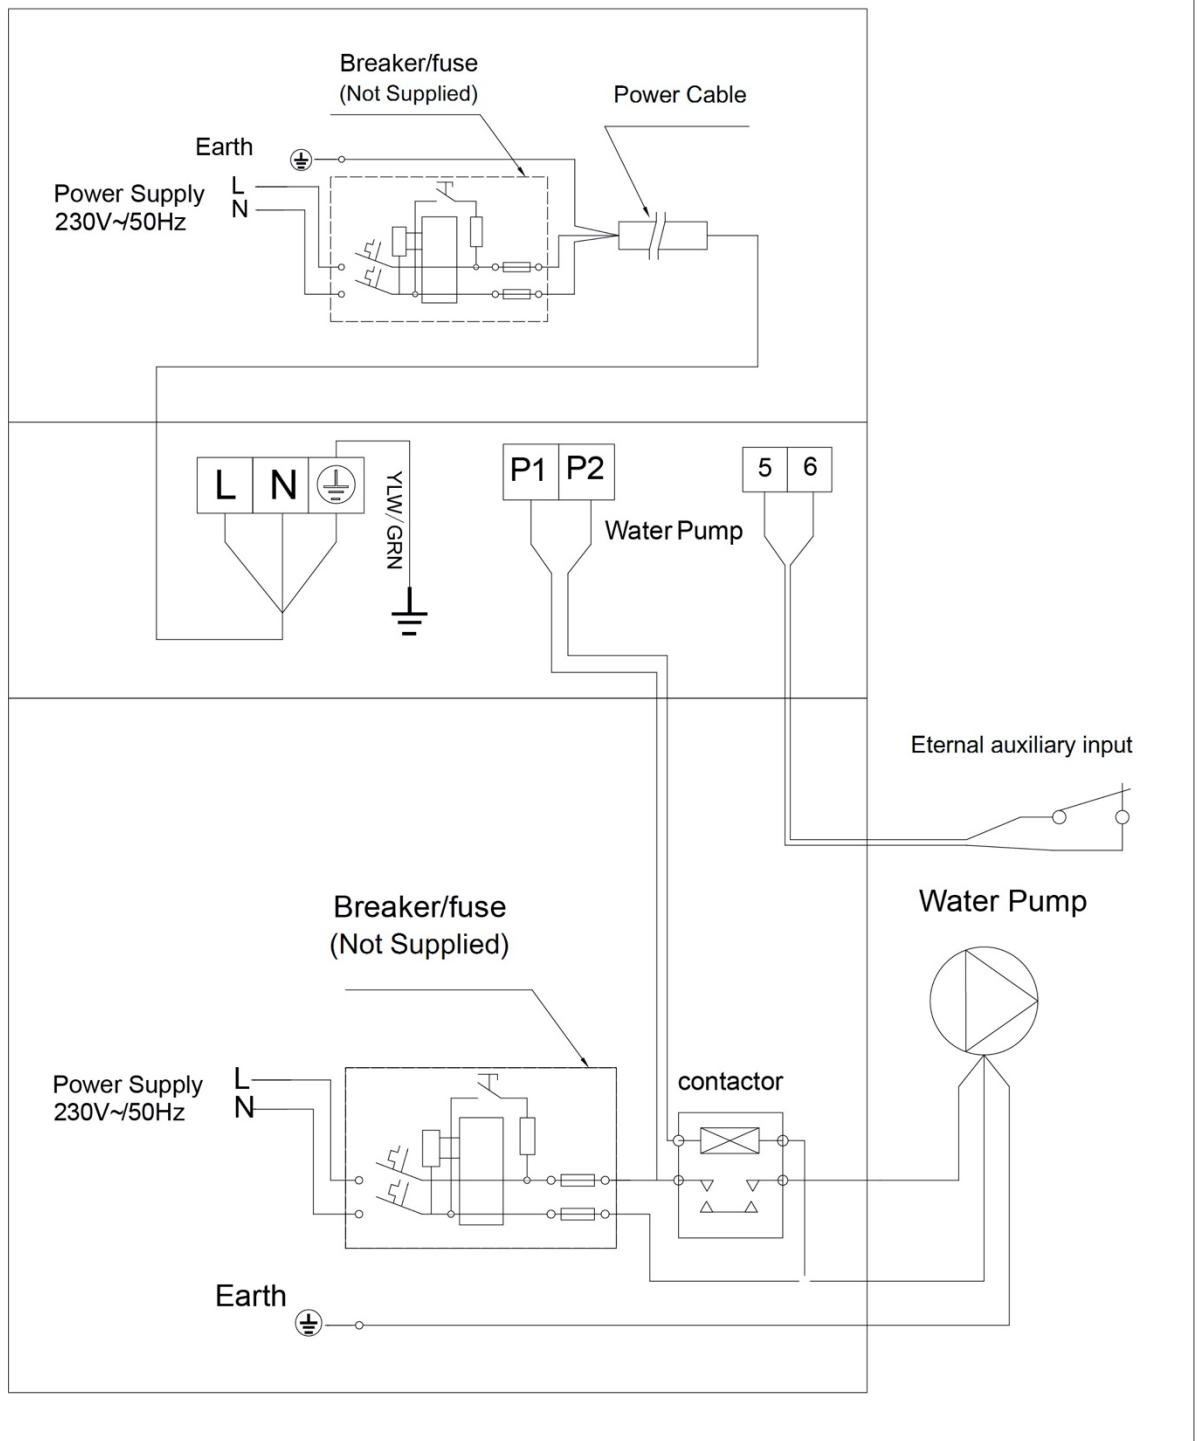 Breaker/fuse
(Not Supplied)
Power Cable
Earth
Power Supply
230V~/50Hz
L
N
L
N
YLW/GRN
P1
P2
Water Pump
5
6
Eternal auxiliary input
Breaker/fuse
(Not Supplied)
Water Pump
Power Supply
230V~/50Hz
L
N
contactor
Earth